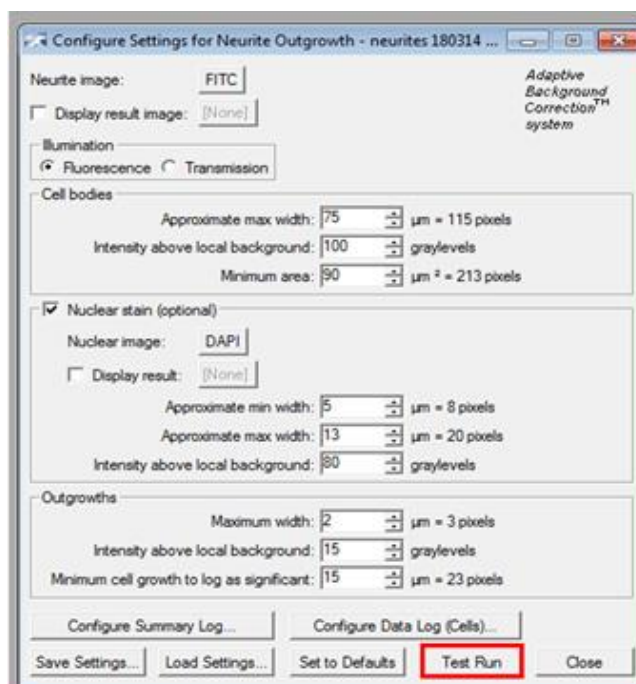 Configure Settings for Neurite Outgrowth - neurites 180314 ...
Neurite image: FITC
Adaptive
Background
Correction™
system
Display result image: [None]
Illumination
Fluorescence Transmission
Cell bodies
Approximate max width: 75 µm = 115 pixels
Intensity above local background: 100 graylevels
Minimum area: 90 µm ² = 213 pixels
Nuclear stain (optional)
Nuclear image: DAPI
Display result: [None]
Approximate min width: 5 µm = 8 pixels
Approximate max width: 13 µm = 20 pixels
Intensity above local background: 80 graylevels
Outgrowths
Maximum width: 2 µm = 3 pixels
Intensity above local background: 15 graylevels
Minimum cell growth to log as significant: 15 µm = 23 pixels
Configure Summary Log... Configure Data Log (Cells)...
Save Settings... Load Settings... Set to Defaults Test Run Close